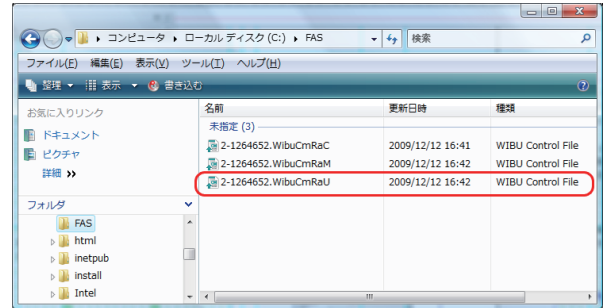 コンピュータ ▸ ローカル ディスク (C:) ▸ FAS 検索
ファイル(F) 編集(E) 表示(V) ツール(T) ヘルプ(H)
整理 表示 書き込む
お気に入りリンク
ドキュメント
ピクチャ
詳細 »
フォルダ
FAS
html
inetpub
install
Intel
名前 更新日時 種類
未指定 (3)
2-1264652.WibuCmRaC 2009/12/12 16:41 WIBU Control File
2-1264652.WibuCmRaM 2009/12/12 16:42 WIBU Control File
2-1264652.WibuCmRaU 2009/12/12 16:42 WIBU Control File